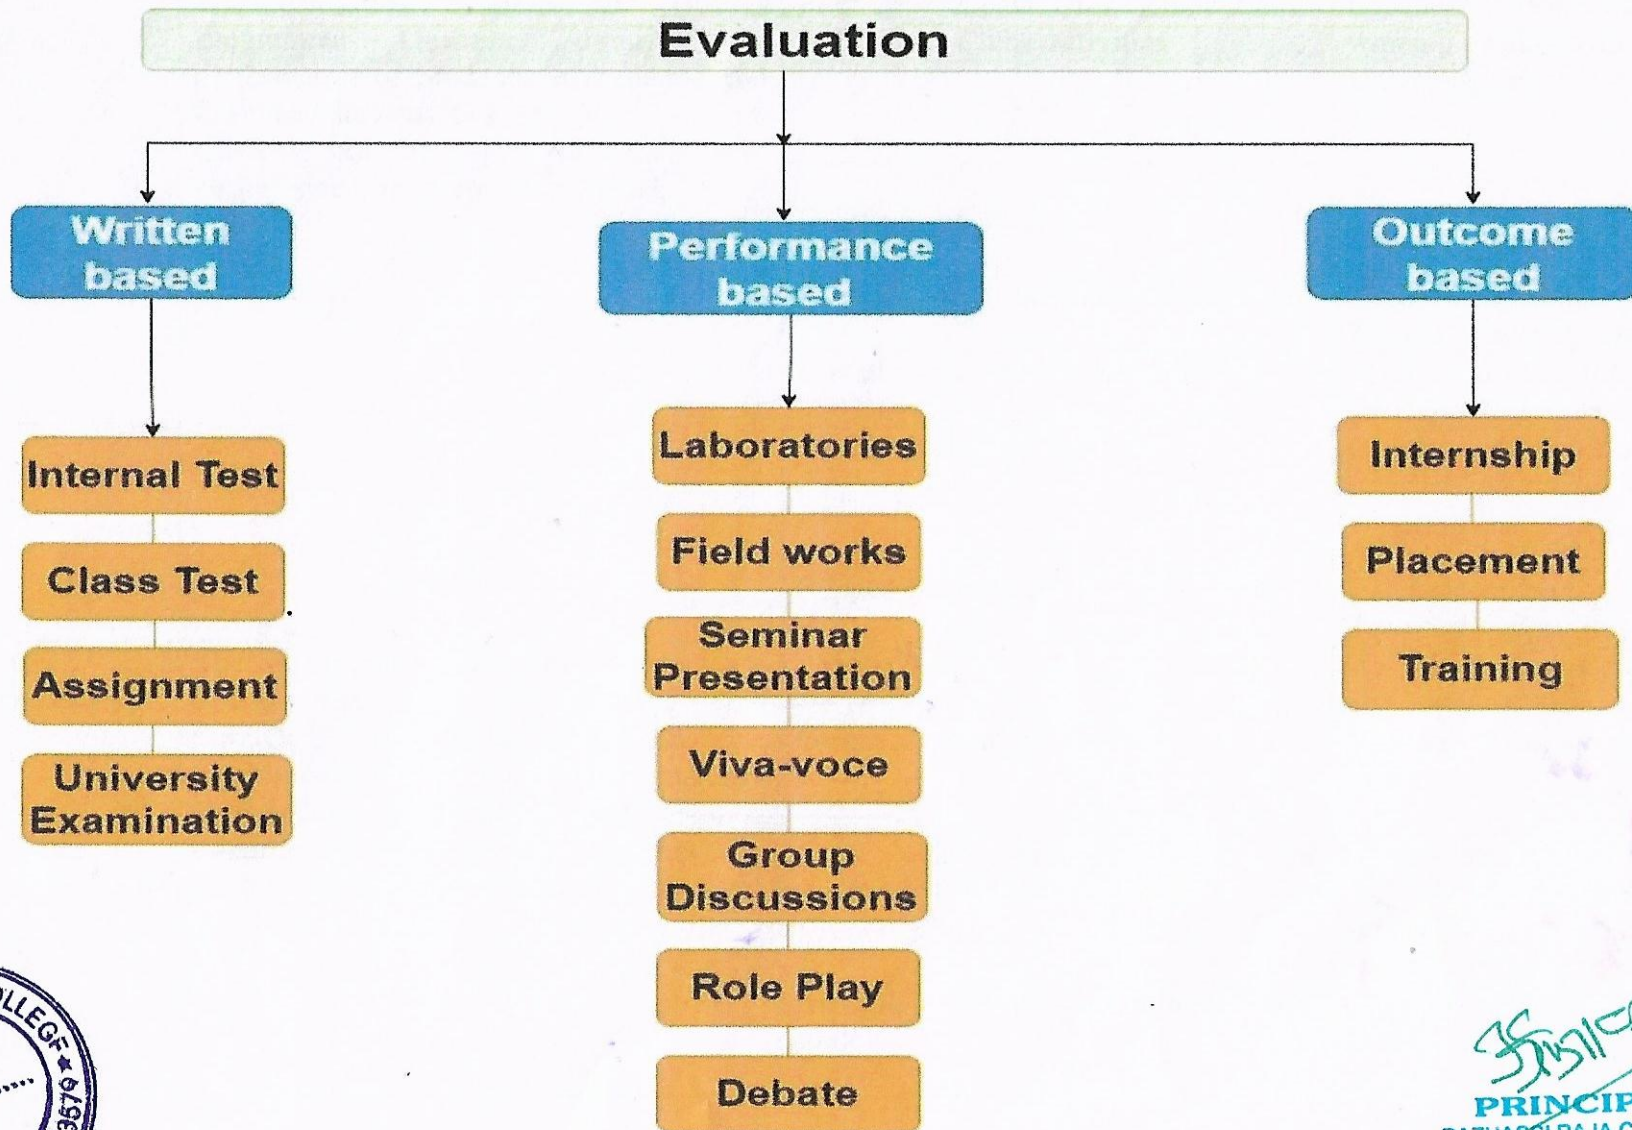 Evaluation
Written
based
Performance
based
Outcome
based
Internal Test
Class Test
Assignment
University
Examination
Laboratories
Field works
Seminar
Presentation
Viva-voce
Group
Discussions
Role Play
Debate
Internship
Placement
Training